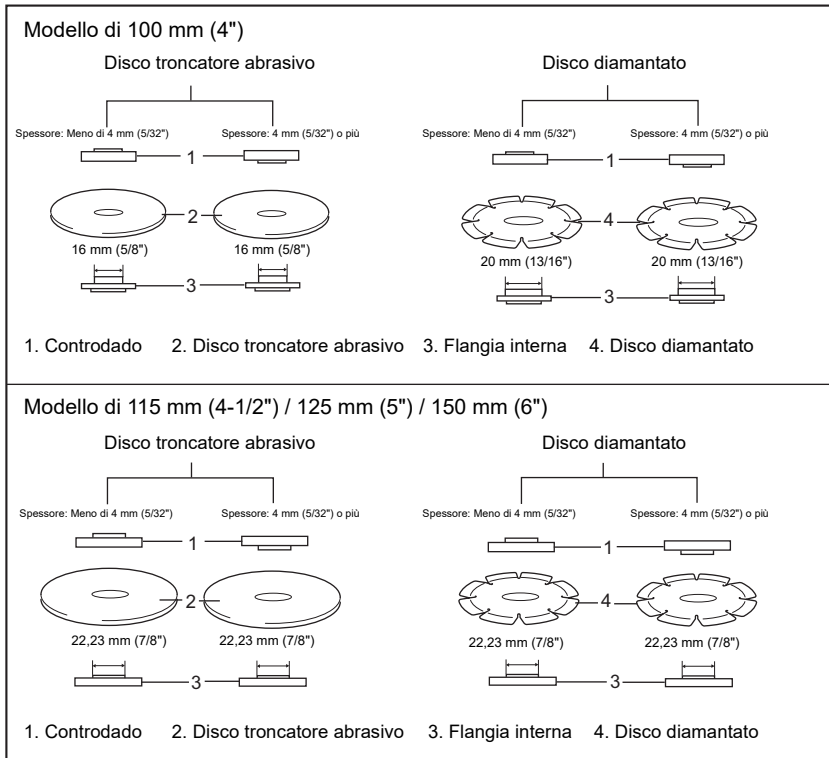 Modello di 100 mm (4")
Disco troncatore abrasivo
Disco diamantato
Spessore: Meno di 4 mm (5/32")
Spessore: 4 mm (5/32") o più
Spessore: Meno di 4 mm (5/32")
Spessore: 4 mm (5/32") o più
1
1
2
4
16 mm (5/8")
16 mm (5/8")
20 mm (13/16")
20 mm (13/16")
3
3
1. Controdado 2. Disco troncatore abrasivo 3. Flangia interna 4. Disco diamantato
Modello di 115 mm (4-1/2") / 125 mm (5") / 150 mm (6")
Disco troncatore abrasivo
Disco diamantato
Spessore: Meno di 4 mm (5/32")
Spessore: 4 mm (5/32") o più
Spessore: Meno di 4 mm (5/32")
Spessore: 4 mm (5/32") o più
1
1
2
4
22,23 mm (7/8")
22,23 mm (7/8")
22,23 mm (7/8")
22,23 mm (7/8")
3
3
1. Controdado 2. Disco troncatore abrasivo 3. Flangia interna 4. Disco diamantato